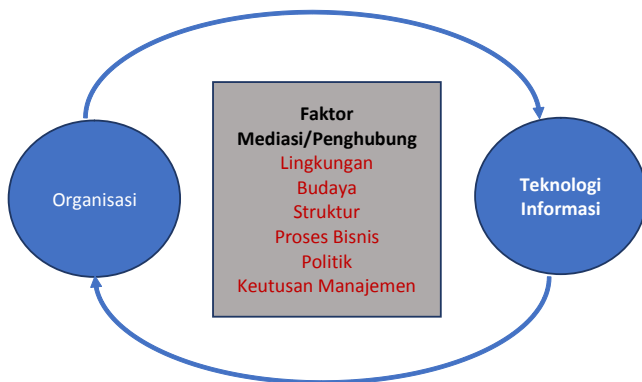 Organisasi
Faktor
Mediasi/Penghubung
Lingkungan
Budaya
Struktur
Proses Bisnis
Politik
Keutusan Manajemen
Teknologi
Informasi